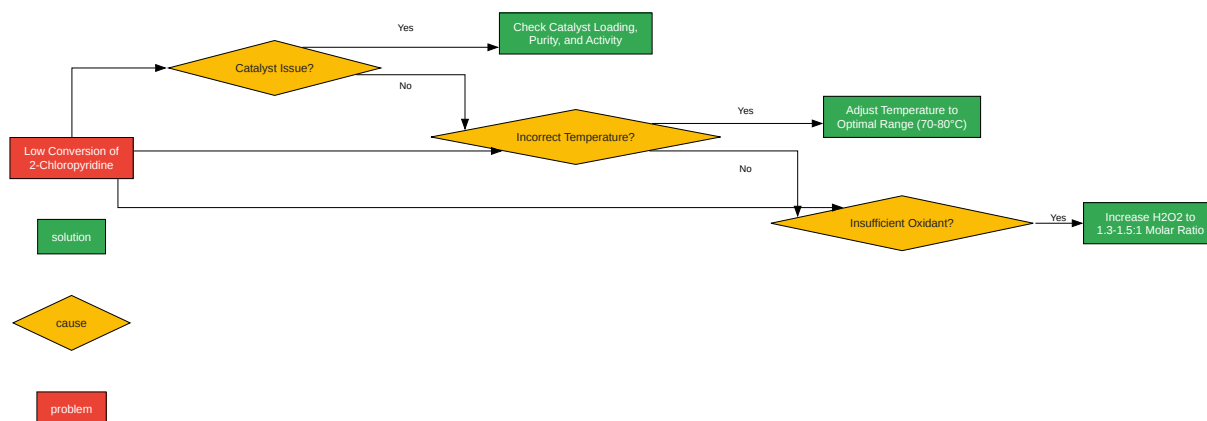 Yes
Check Catalyst Loading,
Purity, and Activity
Catalyst Issue?
No
Yes
Adjust Temperature to
Optimal Range (70-80°C)
Incorrect Temperature?
Low Conversion of
2-Chloropyridine
No
Yes
Increase H2O2 to
1.3-1.5:1 Molar Ratio
Insufficient Oxidant?
solution
cause
problem